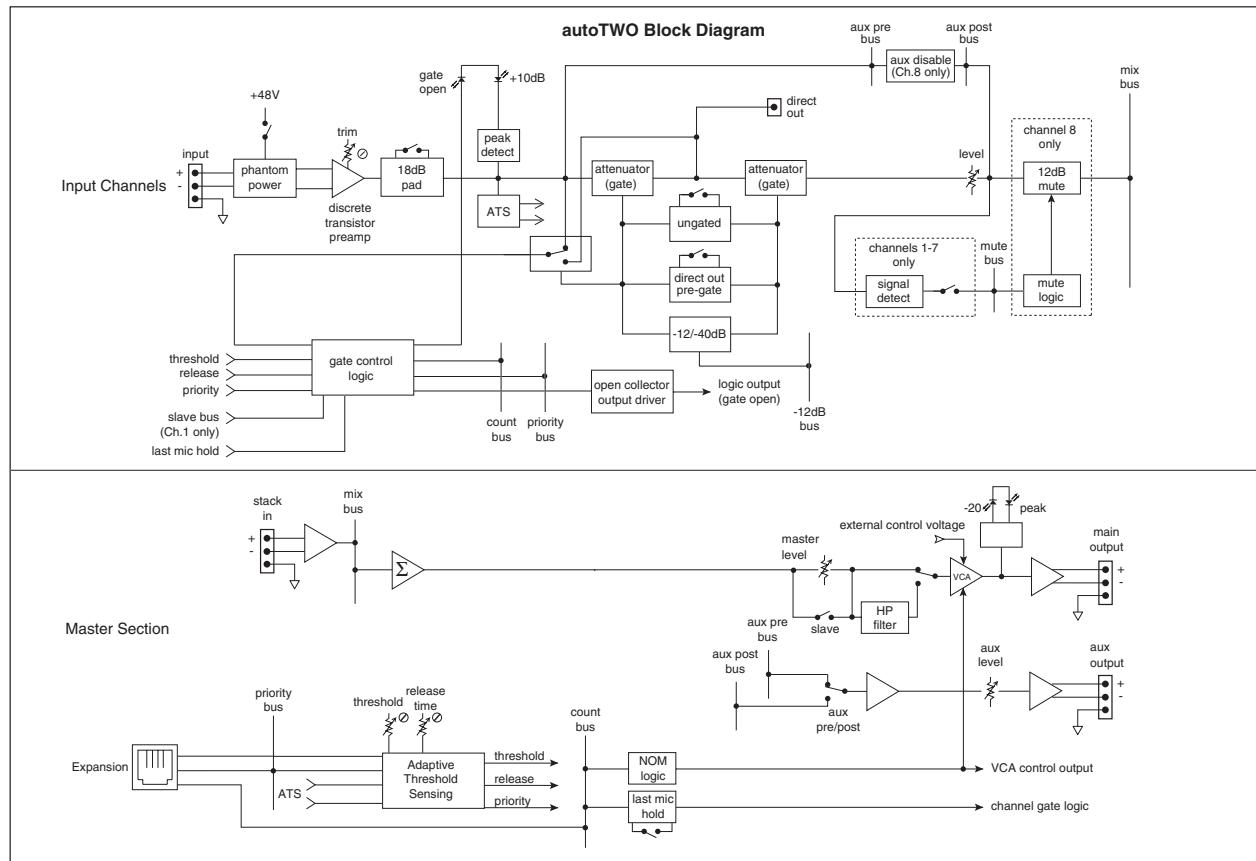 autoTWO Block Diagram
aux pre
bus
aux post
bus
aux disable
(Ch.8 only)
mix
bus
gate
open
+10dB
+48V
direct
out
trim
input
peak
detect
channel 8
only
+
-
phantom
power
18dB
pad
attenuator
(gate)
attenuator
(gate)
level
12dB
mute
Input Channels
discrete
transistor
preamp
ATS
ungated
channels 1-7
only
mute
bus
direct out
pre-gate
signal
detect
mute
logic
-12/-40dB
threshold
release
priority
gate control
logic
open collector
output driver
logic output
(gate open)
slave bus
(Ch.1 only)
last mic hold
count
bus
priority
bus
-12dB
bus
stack
in
mix
bus
-20
peak
external control voltage
main
output
+
-
Σ
master
level
VCA
+
-
slave
HP
filter
Master Section
aux pre
bus
aux post
bus
aux
level
aux
output
+
-
aux
pre/post
priority
bus
threshold
release
time
count
bus
Expansion
ATS
Adaptive
Threshold
Sensing
threshold
release
priority
NOM
logic
VCA control output
last mic
hold
channel gate logic